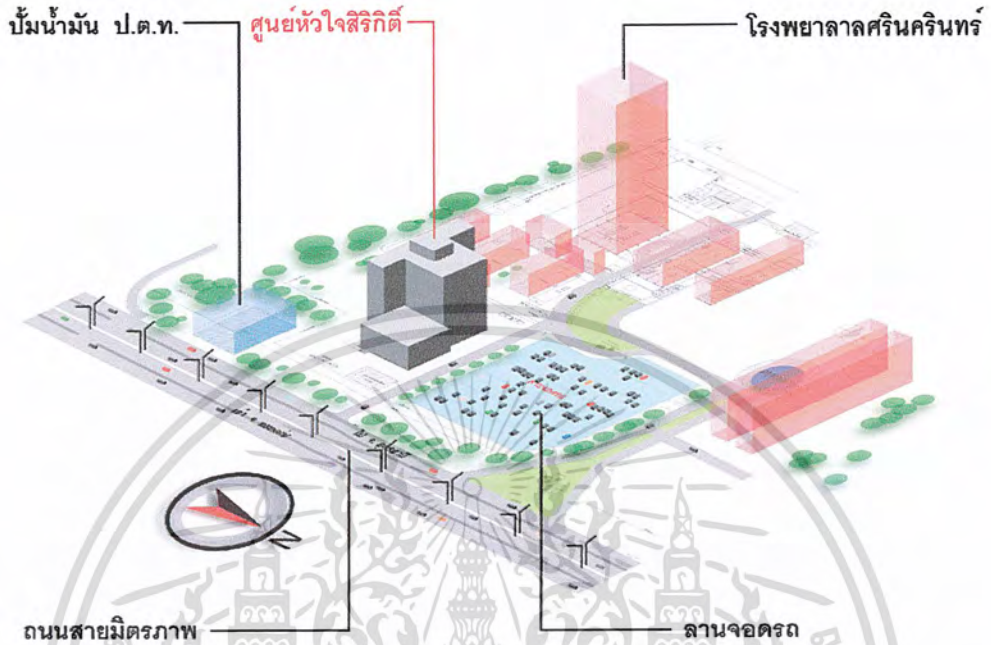 ปั๊มน้ำมัน ป.ต.ท.
ศูนย์หัวใจสิริกิติ์
โรงพยาลาลศรินครินทร์
N
ถนนสายมิตรภาพ
ลานจอดรถ